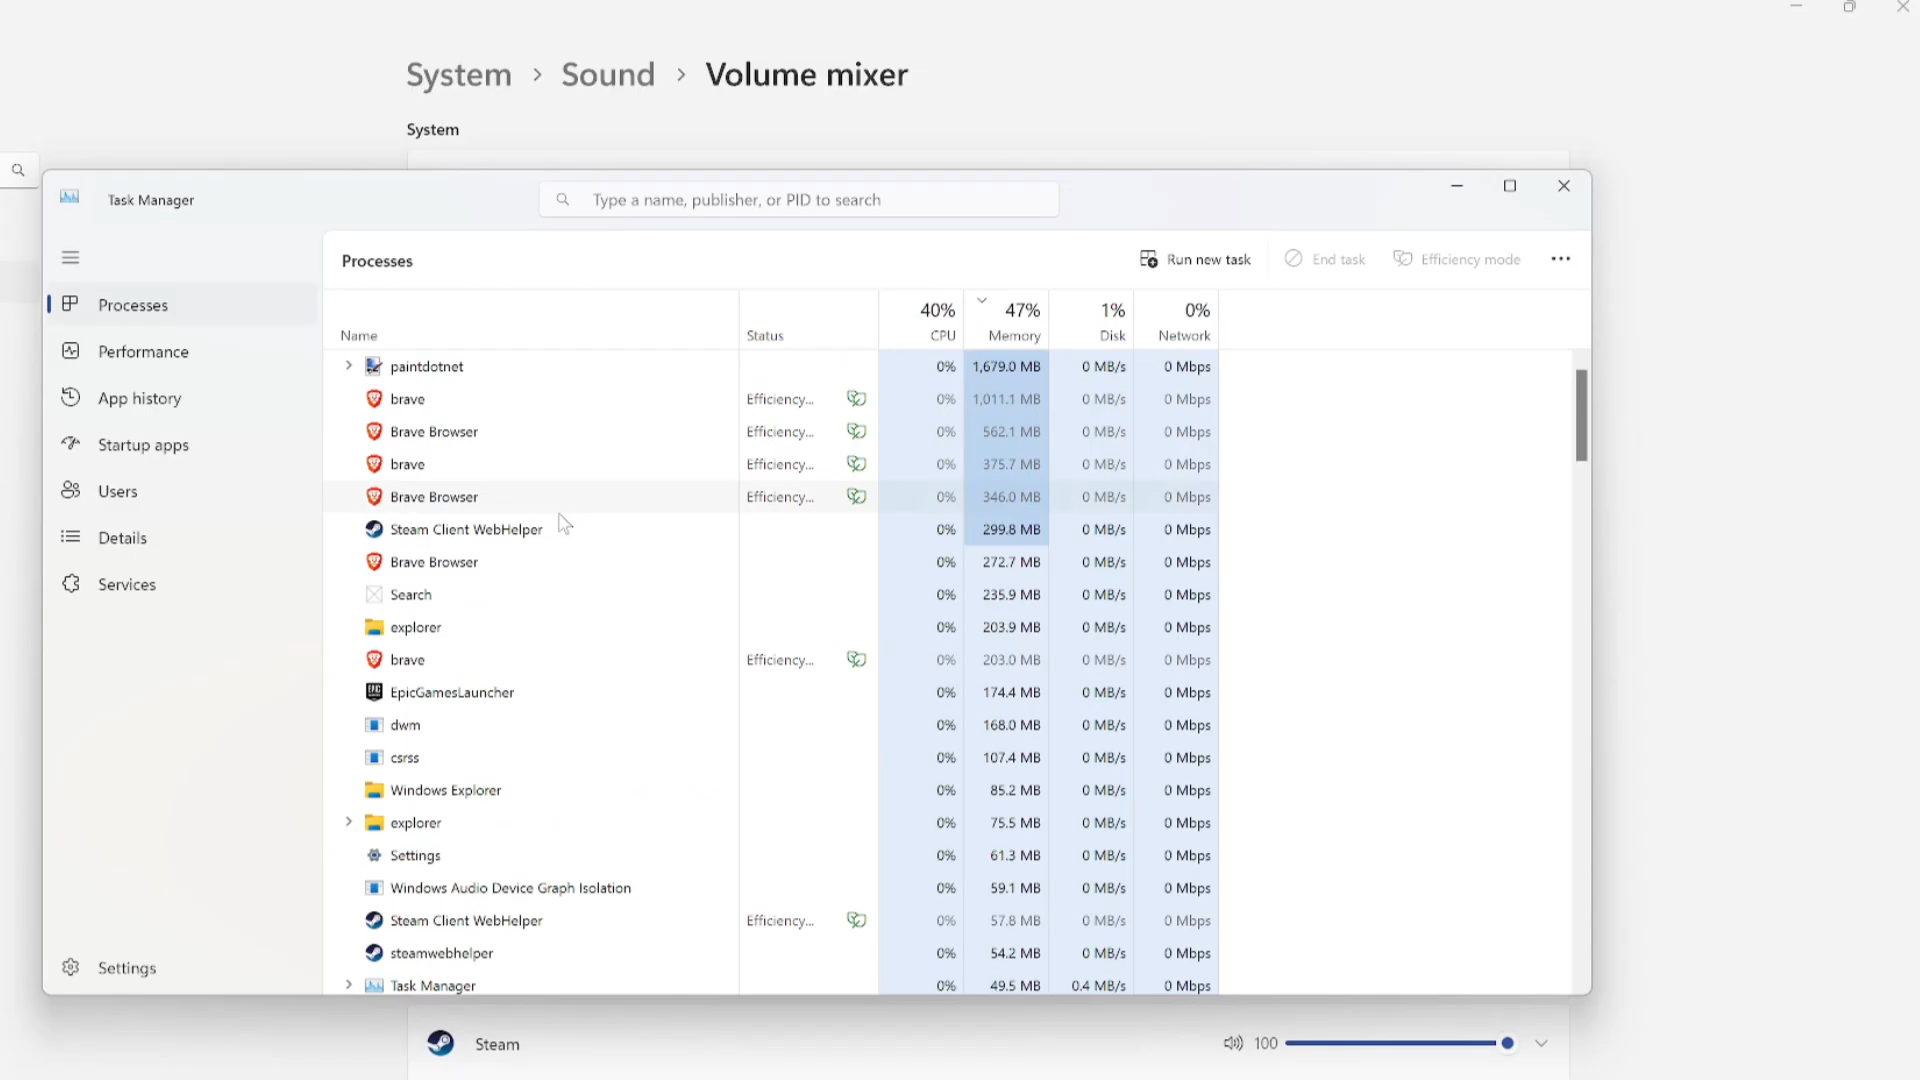 System > Sound > Volume mixer
System
Task Manager
Type a name, publisher, or PID to search
Processes
Run new task
End task
Efficiency mode
Processes
Performance
App history
Startup apps
Users
Details
Services
Settings
40% 47% 1% 0%
Name Status CPU Memory Disk Network
paintdotnet 0% 1,679.0 MB 0 MB/s 0 Mbps
brave Efficiency... 0% 1,011.1 MB 0 MB/s 0 Mbps
Brave Browser Efficiency... 0% 562.1 MB 0 MB/s 0 Mbps
brave Efficiency... 0% 375.7 MB 0 MB/s 0 Mbps
Brave Browser Efficiency... 0% 346.0 MB 0 MB/s 0 Mbps
Steam Client WebHelper 0% 299.8 MB 0 MB/s 0 Mbps
Brave Browser 0% 272.7 MB 0 MB/s 0 Mbps
Search 0% 235.9 MB 0 MB/s 0 Mbps
explorer 0% 203.9 MB 0 MB/s 0 Mbps
brave Efficiency... 0% 203.0 MB 0 MB/s 0 Mbps
EPIC EpicGamesLauncher 0% 174.4 MB 0 MB/s 0 Mbps
dwm 0% 168.0 MB 0 MB/s 0 Mbps
csrss 0% 107.4 MB 0 MB/s 0 Mbps
Windows Explorer 0% 85.2 MB 0 MB/s 0 Mbps
explorer 0% 75.5 MB 0 MB/s 0 Mbps
Settings 0% 61.3 MB 0 MB/s 0 Mbps
Windows Audio Device Graph Isolation 0% 59.1 MB 0 MB/s 0 Mbps
Steam Client WebHelper Efficiency... 0% 57.8 MB 0 MB/s 0 Mbps
steamwebhelper 0% 54.2 MB 0 MB/s 0 Mbps
Task Manager 0% 49.5 MB 0.4 MB/s 0 Mbps
Steam 100